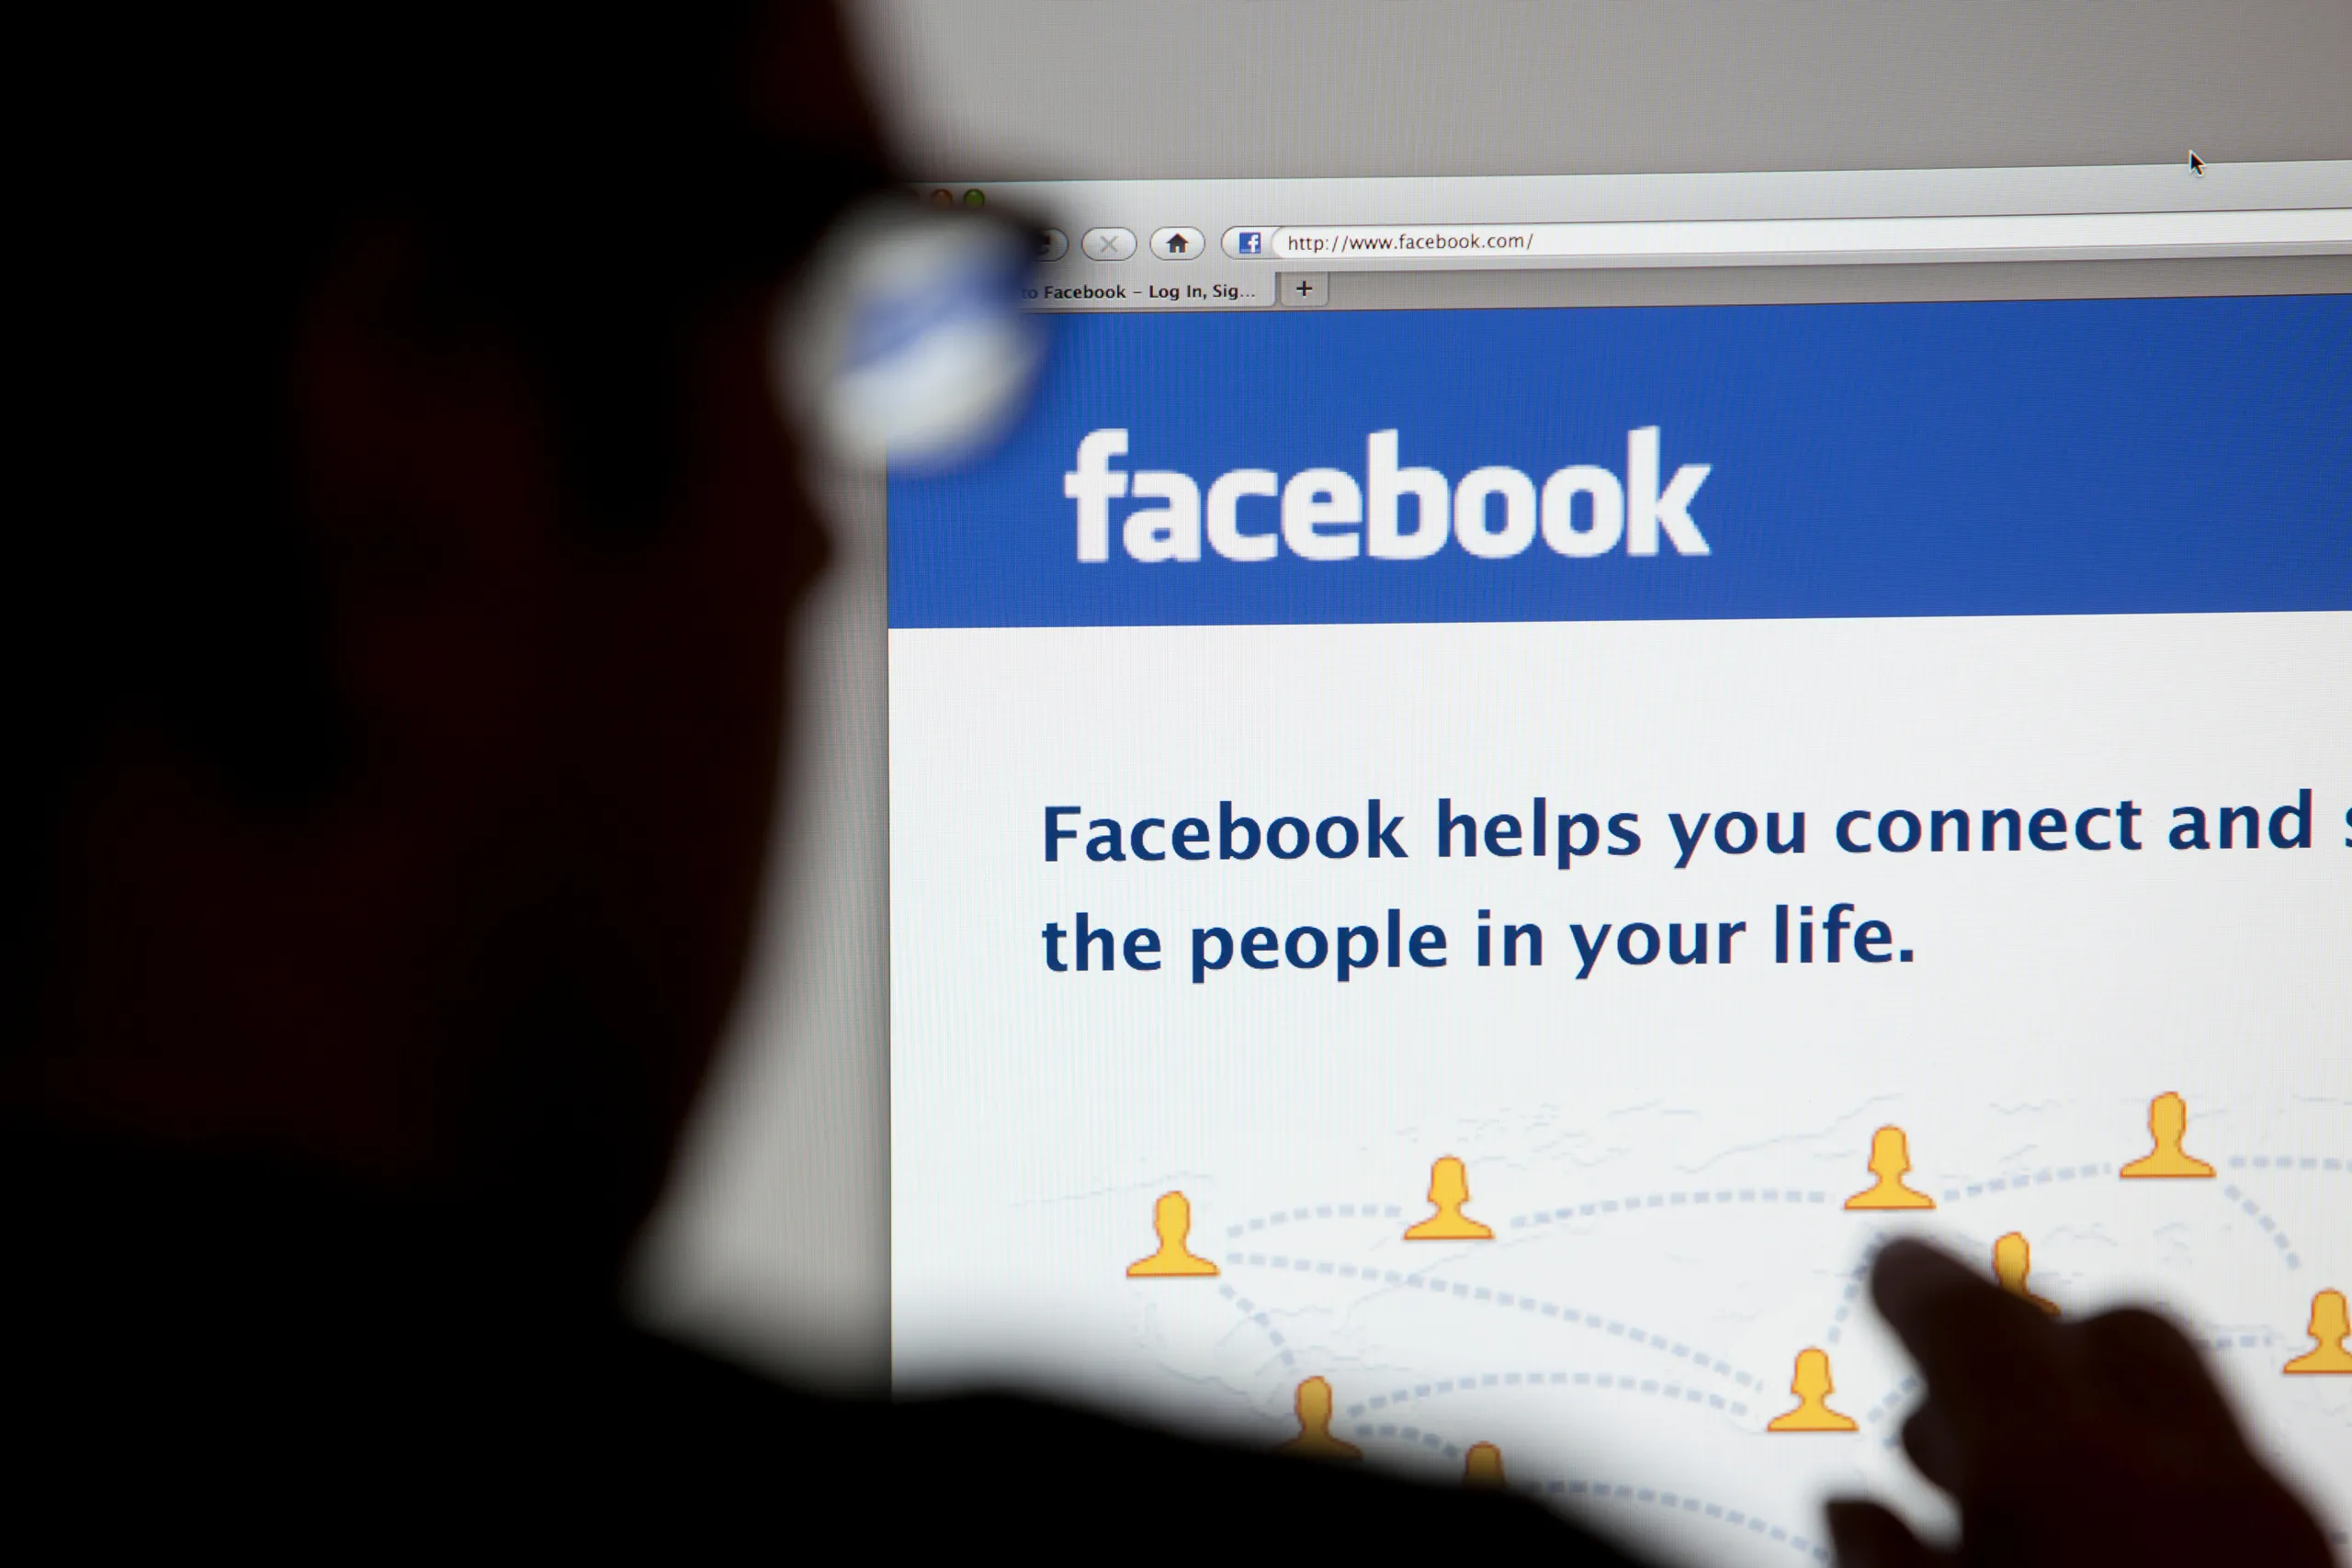 http://www.facebook.com/
to Facebook – Log In, Sig...
facebook
Facebook helps you connect and s
the people in your life.